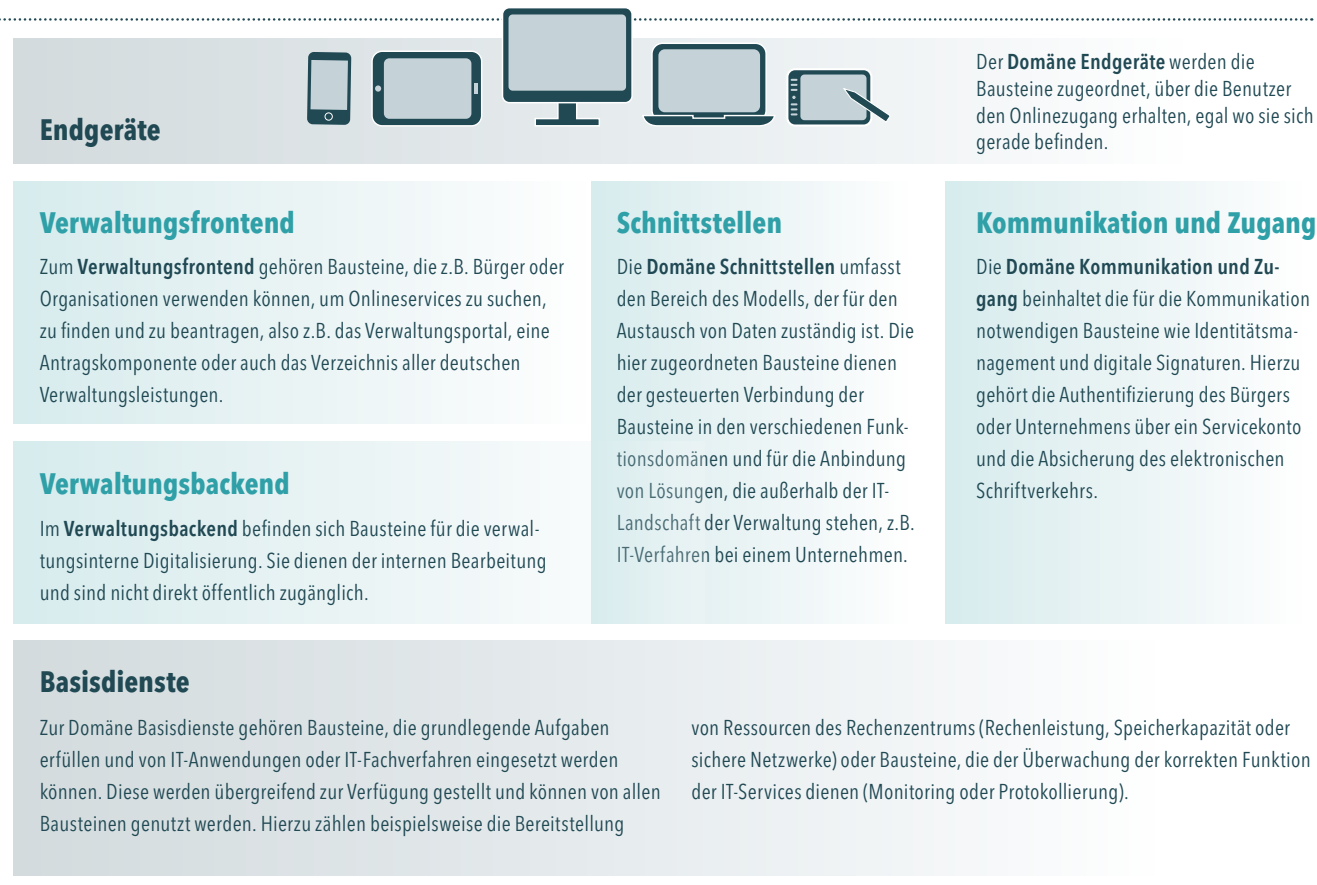 Endgeräte
Der Domäne Endgeräte werden die
Bausteine zugeordnet, über die Benutzer
den Onlinezugang erhalten, egal wo sie sich
gerade befinden.
Verwaltungsfrontend
Zum Verwaltungsfrontend gehören Bausteine, die z.B. Bürger oder
Organisationen verwenden können, um Onlineservices zu suchen,
zu finden und zu beantragen, also z.B. das Verwaltungsportal, eine
Antragskomponente oder auch das Verzeichnis aller deutschen
Verwaltungsleistungen.
Verwaltungsbackend
Im Verwaltungsbackend befinden sich Bausteine für die verwal-
tungsinterne Digitalisierung. Sie dienen der internen Bearbeitung
und sind nicht direkt öffentlich zugänglich.
Schnittstellen
Die Domäne Schnittstellen umfasst
den Bereich des Modells, der für den
Austausch von Daten zuständig ist. Die
hier zugeordneten Bausteine dienen
der gesteuerten Verbindung der
Bausteine in den verschiedenen Funk-
tionsdomänen und für die Anbindung
von Lösungen, die außerhalb der IT-
Landschaft der Verwaltung stehen, z.B.
IT-Verfahren bei einem Unternehmen.
Kommunikation und Zugang
Die Domäne Kommunikation und Zu-
gang beinhaltet die für die Kommunikation
notwendigen Bausteine wie Identitätsma-
nagement und digitale Signaturen. Hierzu
gehört die Authentifizierung des Bürgers
oder Unternehmens über ein Servicekonto
und die Absicherung des elektronischen
Schriftverkehrs.
Basisdienste
Zur Domäne Basisdienste gehören Bausteine, die grundlegende Aufgaben
erfüllen und von IT-Anwendungen oder IT-Fachverfahren eingesetzt werden
können. Diese werden übergreifend zur Verfügung gestellt und können von allen
Bausteinen genutzt werden. Hierzu zählen beispielsweise die Bereitstellung
von Ressourcen des Rechenzentrums (Rechenleistung, Speicherkapazität oder
sichere Netzwerke) oder Bausteine, die der Überwachung der korrekten Funktion
der IT-Services dienen (Monitoring oder Protokollierung).